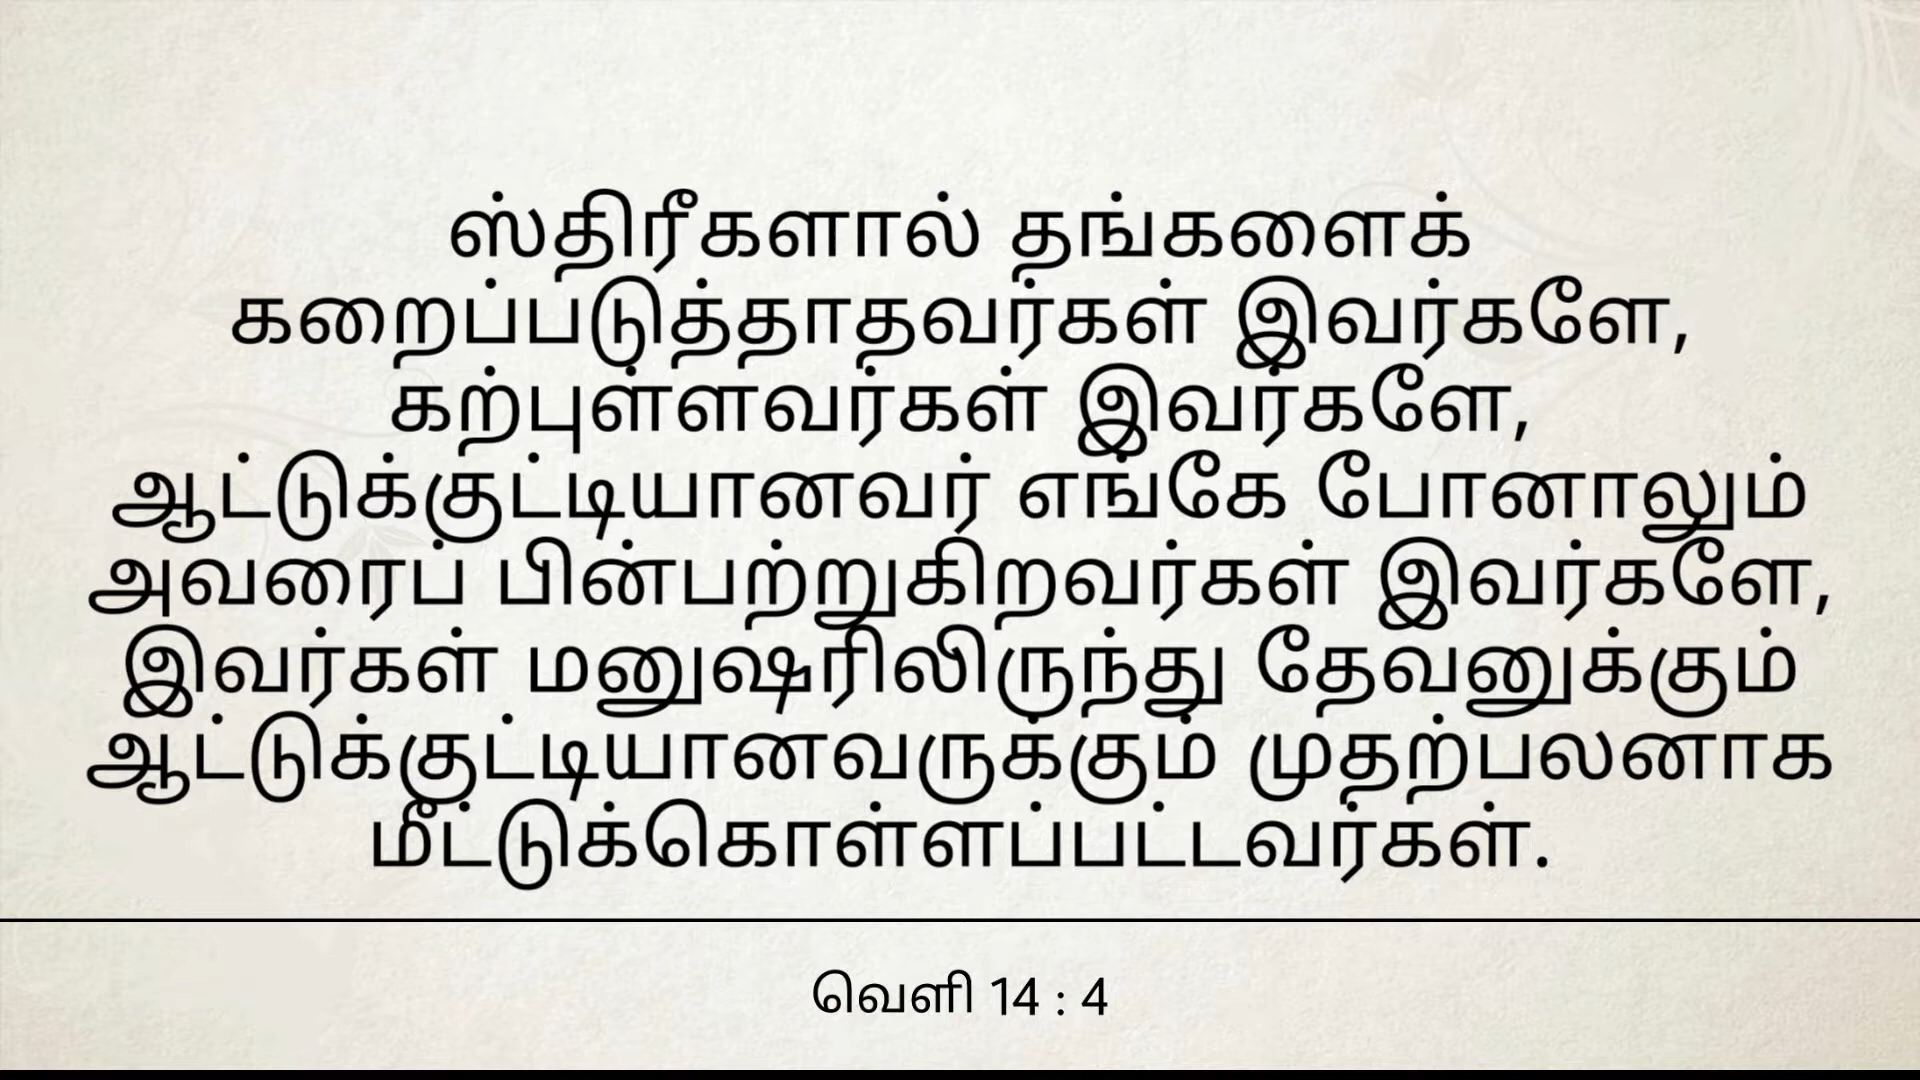 ஸ்திரீகளால் தங்களைக்
கறைப்படுத்தாதவர்கள் இவர்களே,
கற்புள்ளவர்கள் இவர்களே,
ஆட்டுக்குட்டியானவர் எங்கே போனாலும்
அவரைப் பின்பற்றுகிறவர்கள் இவர்களே,
இவர்கள் மனுஷரிலிருந்து தேவனுக்கும்
ஆட்டுக்குட்டியானவருக்கும் முதற்பலனாக
மீட்டுக்கொள்ளப்பட்டவர்கள்.
வெளி 14 : 4